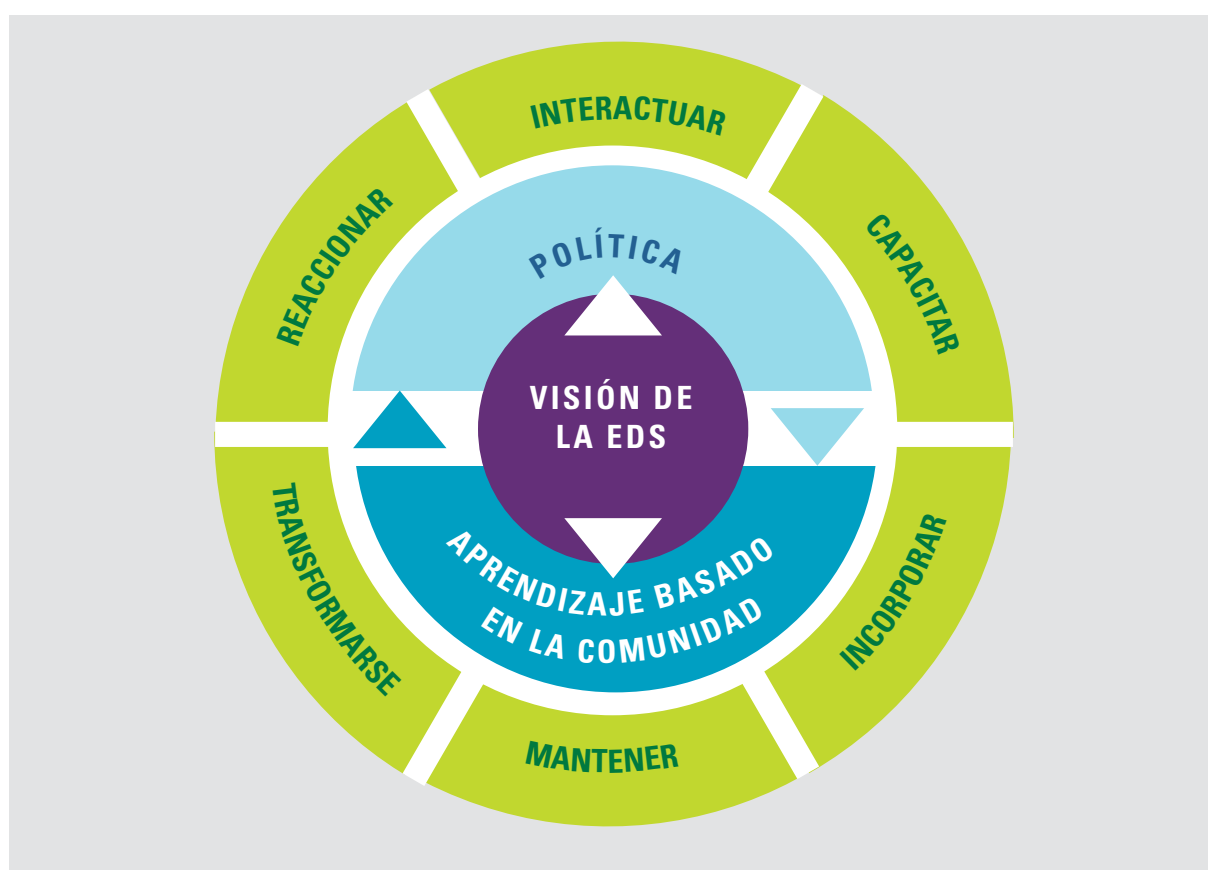 INTERACTUAR
CAPACITAR
INCORPORAR
MANTENER
TRANSFORMARSE
REACCIONAR
POLÍTICA
VISIÓN DE
LA EDS
APRENDIZAJE BASADO
EN LA COMUNIDAD